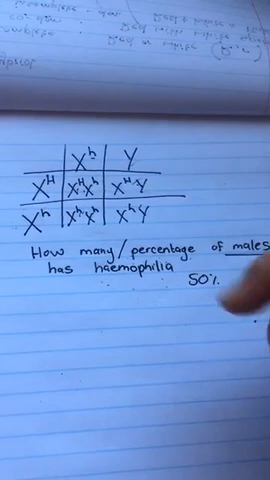 Xʰ Y
Xᴴ XᴴXʰ XᴴY
Xʰ XʰXʰ XʰY
How many/percentage of males
has haemophilia
50%